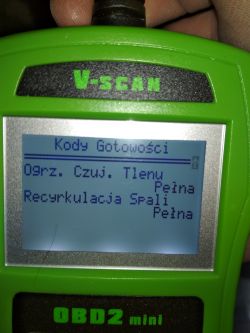 V-SCAN
Kody Gotowości
Ogrz. Czuj. Tlenu
Pełna
Recyrkulacja Spali
Pełna
OBD2 mini